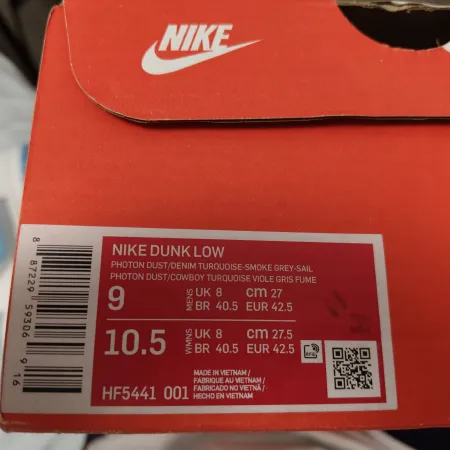 NIKE
NIKE DUNK LOW
PHOTON DUST/DENIM TURQUOISE-SMOKE GREY-SAIL
PHOTON DUST/COWBOY TURQUOISE VIOLE GRIS FUME
9 MENS UK 8 cm 27
BR 40.5 EUR 42.5
10.5 WMNS UK 8 cm 27.5
BR 40.5 EUR 42.5
RFID
MADE IN VIETNAM /
FABRIQUE AU VIETNAM /
FABRICADO NO VIETNÃ /
HECHO EN VIETNAM
HF5441 001
8 87229 59306 9 16